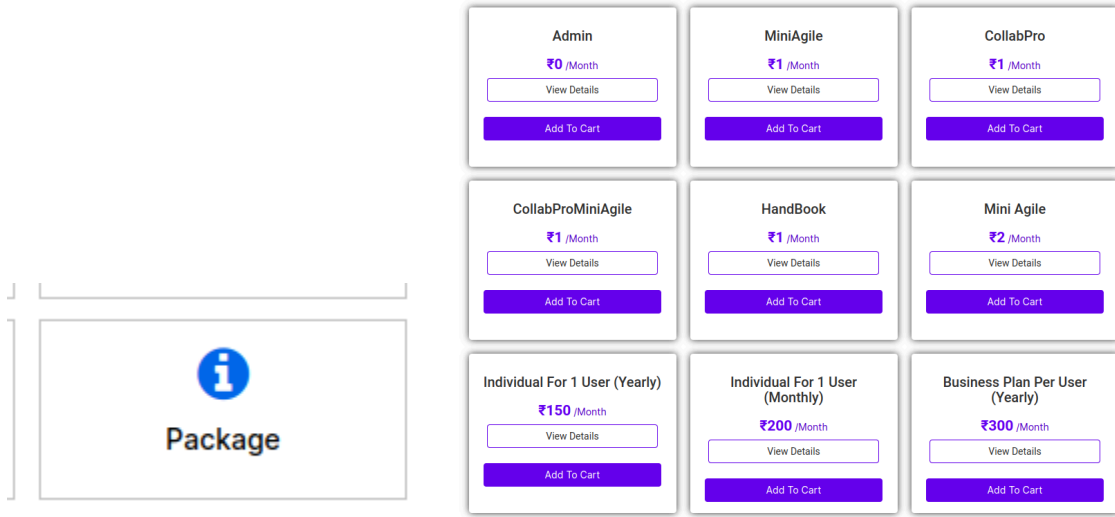 Admin
₹0 /Month
View Details
Add To Cart
MiniAgile
₹1 /Month
View Details
Add To Cart
CollabPro
₹1 /Month
View Details
Add To Cart
CollabProMiniAgile
₹1 /Month
View Details
Add To Cart
HandBook
₹1 /Month
View Details
Add To Cart
Mini Agile
₹2 /Month
View Details
Add To Cart
Package
Individual For 1 User (Yearly)
₹150 /Month
View Details
Add To Cart
Individual For 1 User
(Monthly)
₹200 /Month
View Details
Add To Cart
Business Plan Per User
(Yearly)
₹300 /Month
View Details
Add To Cart